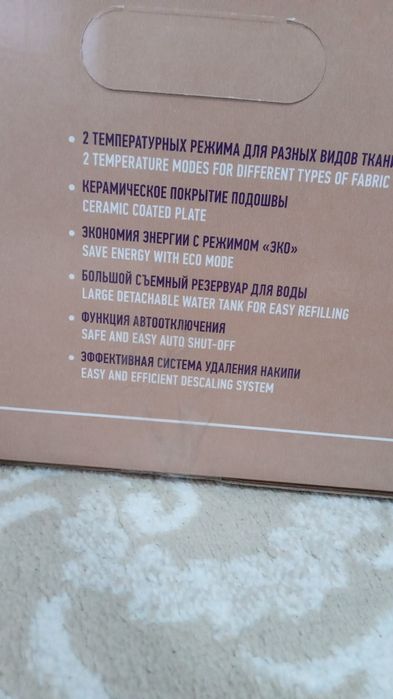 • 2 ТЕМПЕРАТУРНЫХ РЕЖИМА ДЛЯ РАЗНЫХ ВИДОВ ТКАНИ
2 TEMPERATURE MODES FOR DIFFERENT TYPES OF FABRIC
• КЕРАМИЧЕСКОЕ ПОКРЫТИЕ ПОДОШВЫ
CERAMIC COATED PLATE
• ЭКОНОМИЯ ЭНЕРГИИ С РЕЖИМОМ «ЭКО»
SAVE ENERGY WITH ECO MODE
• БОЛЬШОЙ СЪЕМНЫЙ РЕЗЕРВУАР ДЛЯ ВОДЫ
LARGE DETACHABLE WATER TANK FOR EASY REFILLING
• ФУНКЦИЯ АВТООТКЛЮЧЕНИЯ
SAFE AND EASY AUTO SHUT-OFF
• ЭФФЕКТИВНАЯ СИСТЕМА УДАЛЕНИЯ НАКИПИ
EASY AND EFFICIENT DESCALING SYSTEM